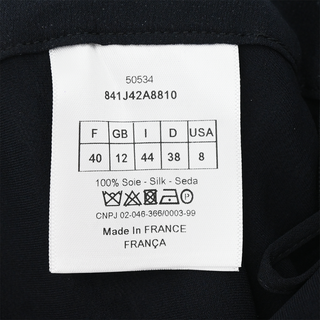 50534
841J42A8810
F GB I D USA
40 12 44 38 8
100% Soie - Silk - Seda
P
CNPJ 02-046-366/0003-99
Made In FRANCE
FRANÇA